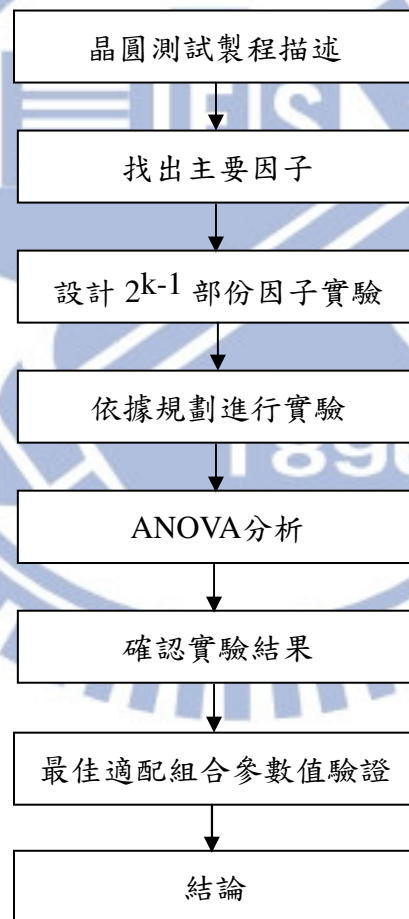 晶圓測試製程描述
IEIS
找出主要因子
設計 2^k-1 部份因子實驗
依據規劃進行實驗
1896
ANOVA分析
確認實驗結果
最佳適配組合參數值驗證
結論